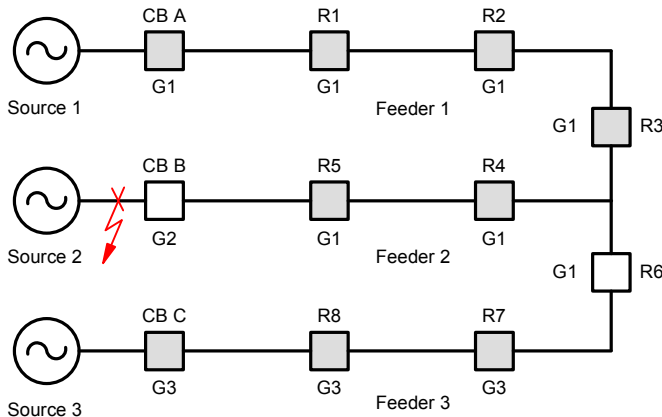 CB A R1 R2
Source 1 G1 G1 Feeder 1 G1
G1 R3
CB B R5 R4
Source 2 G2 G1 Feeder 2 G1
G1 R6
CB C R8 R7
Source 3 G3 G3 Feeder 3 G3